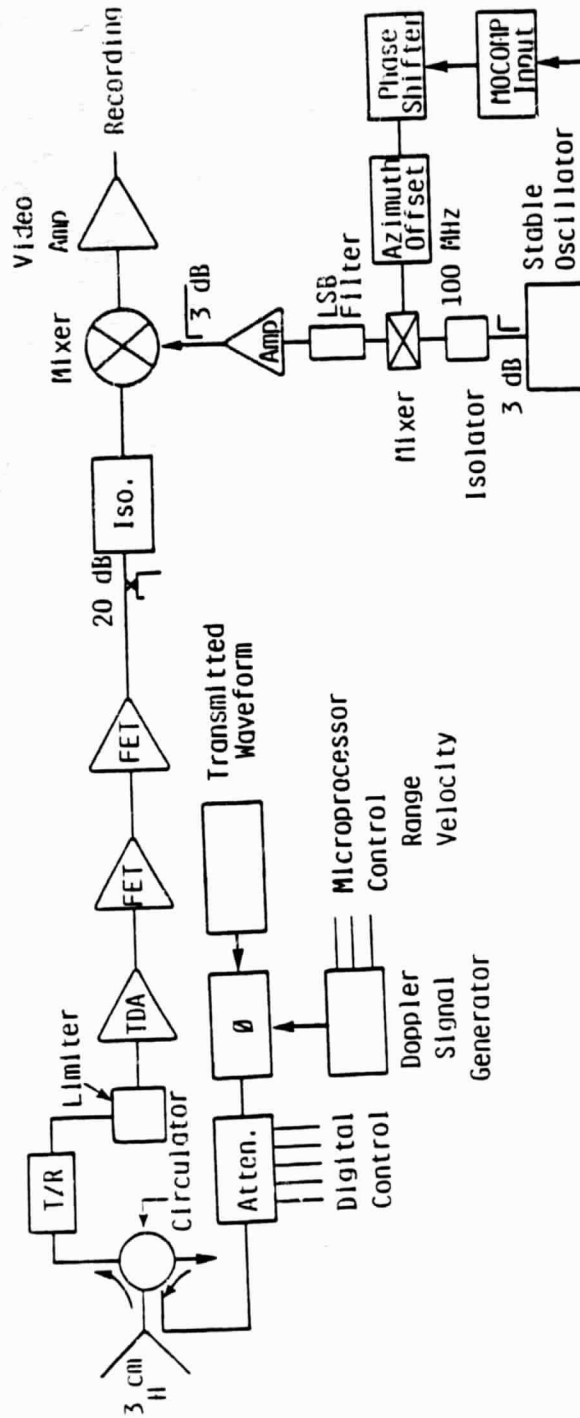 3 cm
H
T/R
Circulator
Limiter
TDA
FET
FET
20 dB
Iso.
Mixer
Video
Amp
Recording
3 dB
Amp
LSB
Filter
Mixer
Azimuth
Offset
Phase
Shifter
MOCOMP
Input
100 MHz
Isolator
3 dB
Stable
Oscillator
Atten.
Digital
Control
Ø
Transmitted
Waveform
Doppler
Signal
Generator
Microprocessor
Control
Range
Velocity